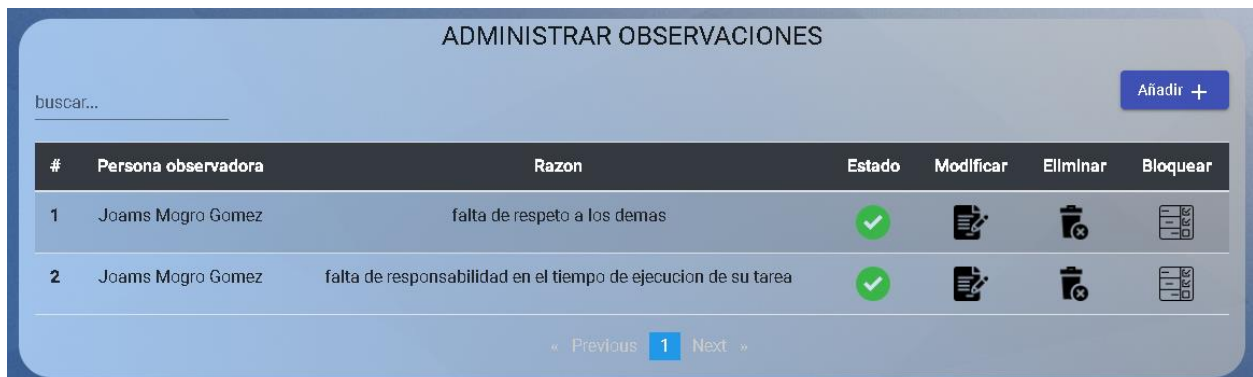 ADMINISTRAR OBSERVACIONES
buscar...
Añadir +
# Persona observadora Razon Estado Modificar Eliminar Bloquear
1 Joams Mogro Gomez falta de respeto a los demas
2 Joams Mogro Gomez falta de responsabilidad en el tiempo de ejecucion de su tarea
« Previous 1 Next »